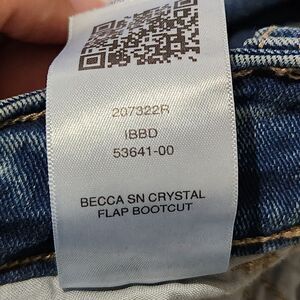 207322R
IBBD
53641-00
BECCA SN CRYSTAL
FLAP BOOTCUT